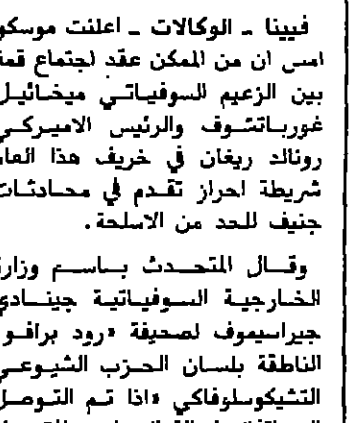 فيينا - الوكالات - اعلنت موسكو
امس ان من الممكن عقد اجتماع قمة
بين الزعيم السوفياتي ميخائيل
غورباتشوف والرئيس الاميركي
رونالد ريغان في خريف هذا العام
شريطة احراز تقدم في محادثات
جنيف للحد من الاسلحة .
وقال المتحدث باسم وزارة
الخارجية السوفياتية جينادي
جيراسيموف لصحيفة «رود برافو
الناطقة بلسان الحزب الشيوعي
التشيكوسلوفاكي «اذا تم التوصل